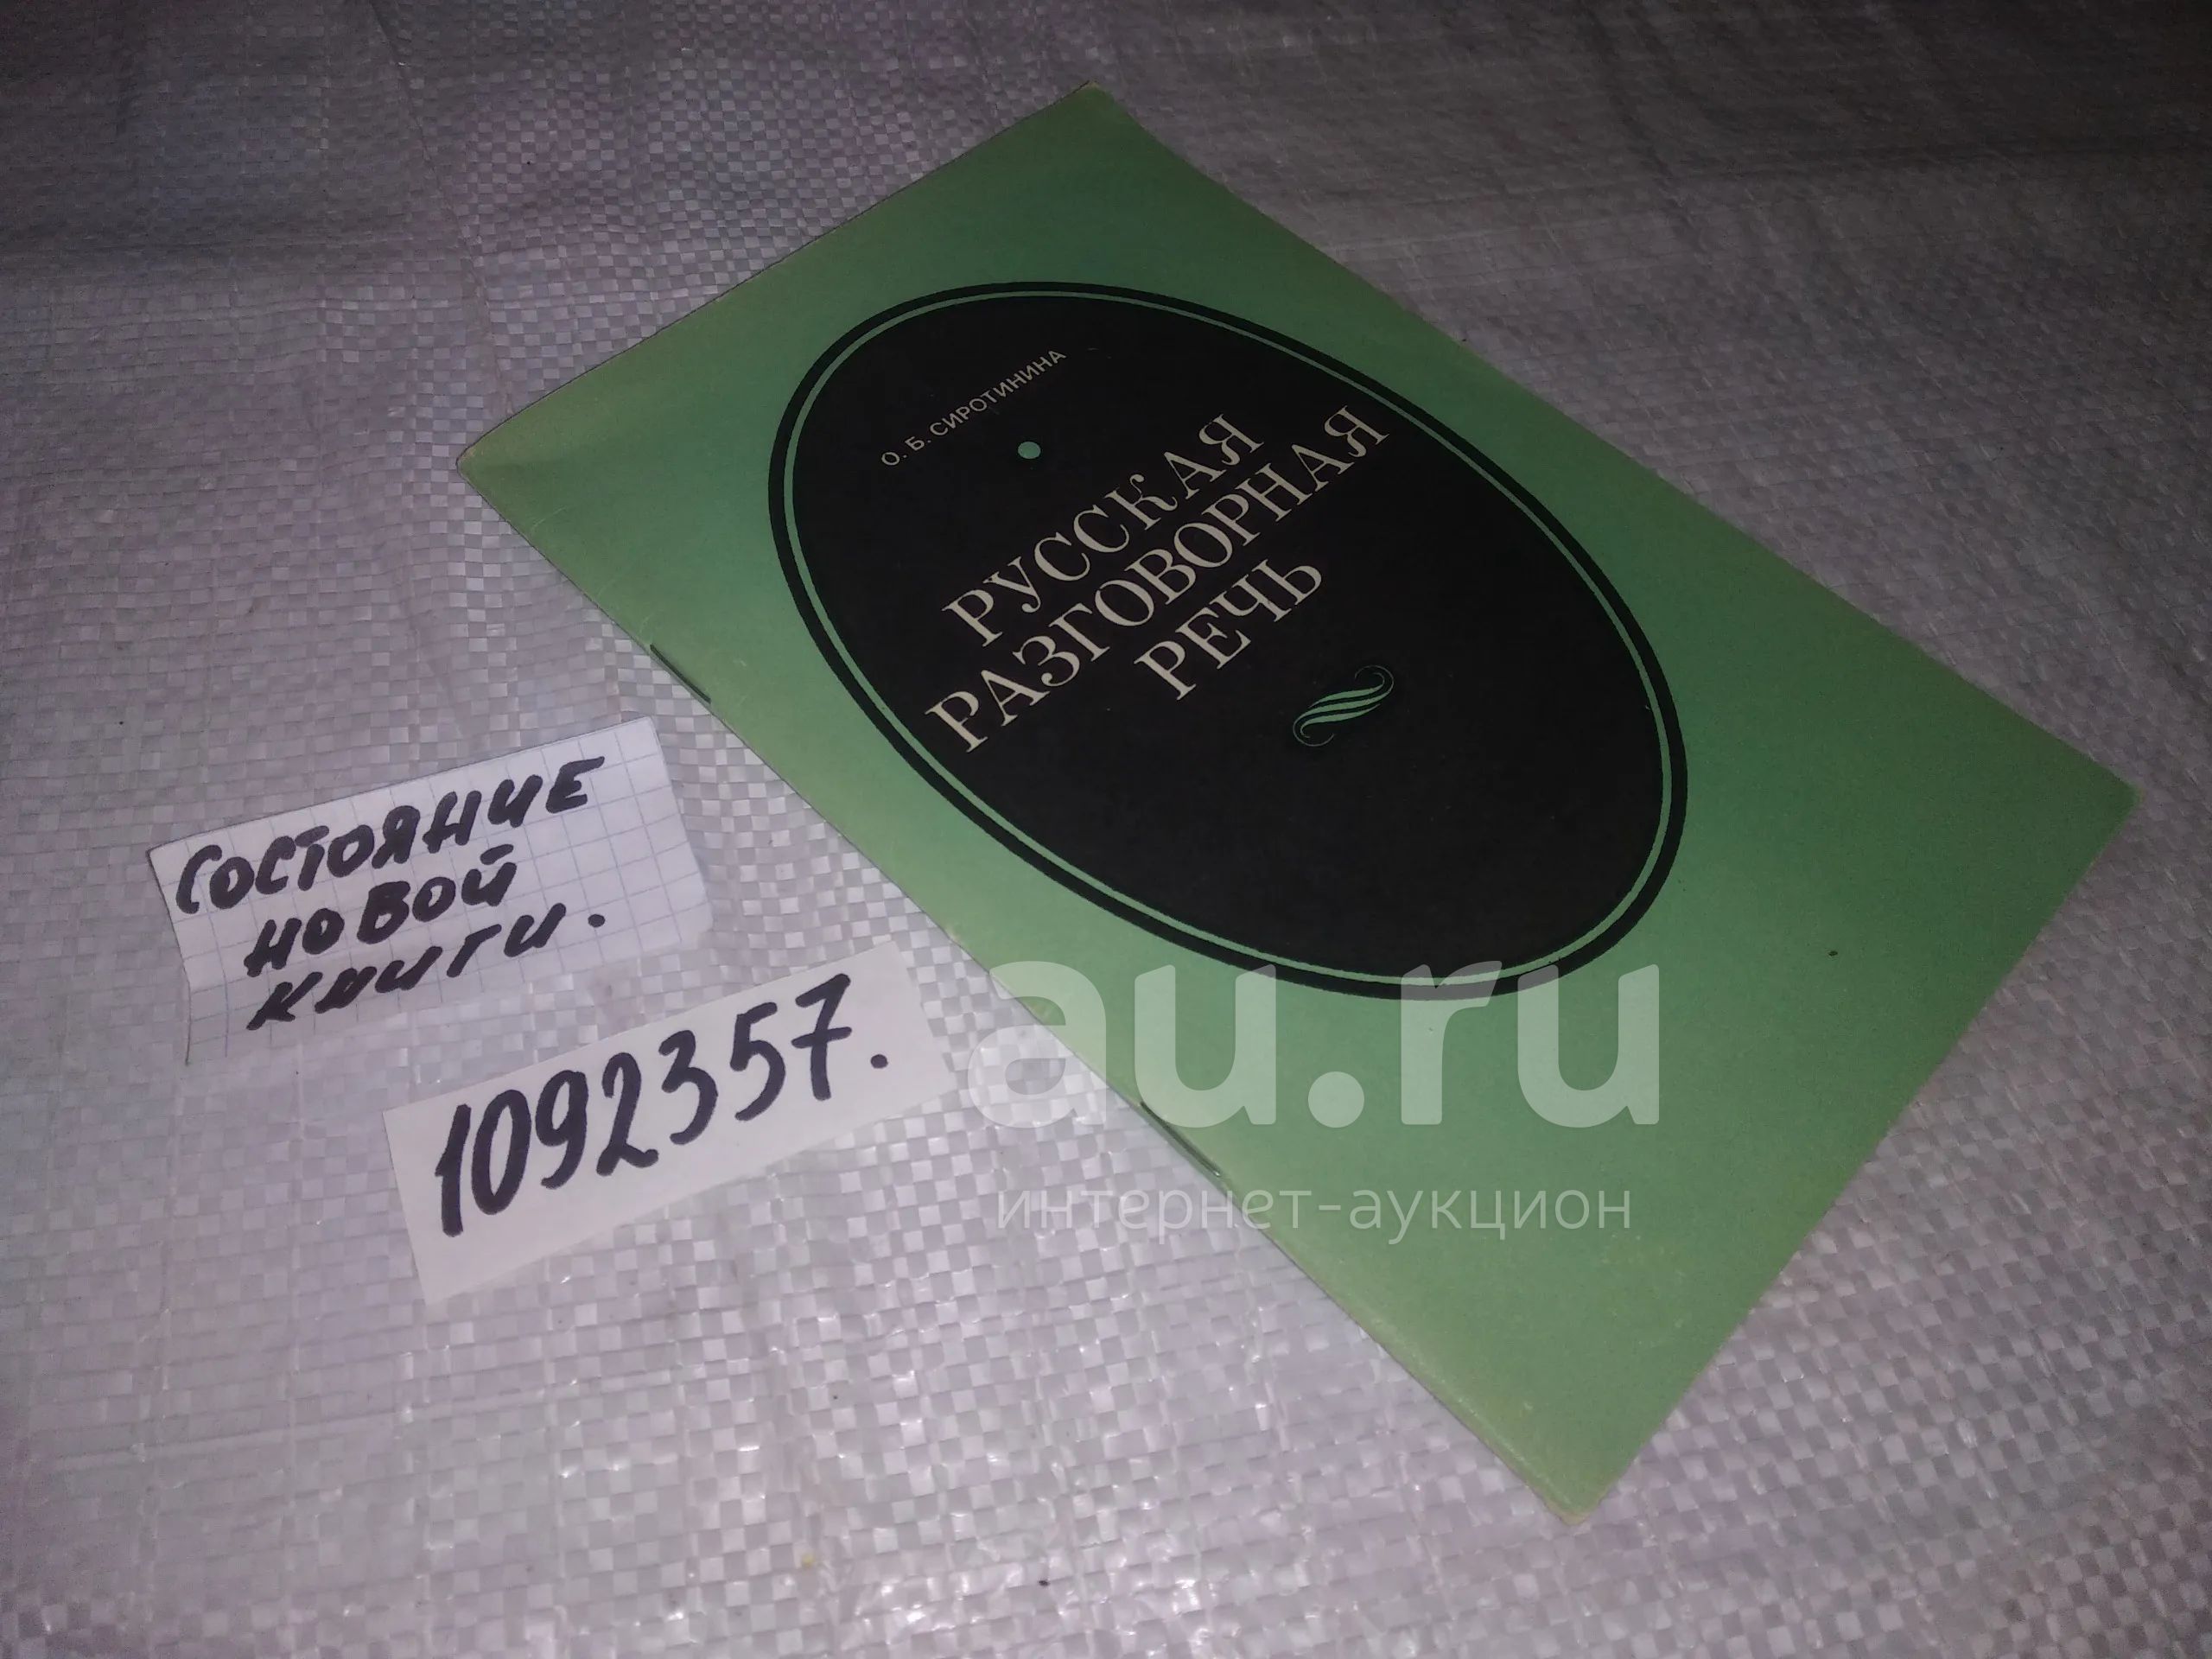 О. Б. СИРОТИНИНА
РУССКАЯ
РАЗГОВОРНАЯ
РЕЧЬ
СОСТОЯНИЕ
НОВОЙ
КНИГИ.
1092357.
au.ru
интернет-аукцион